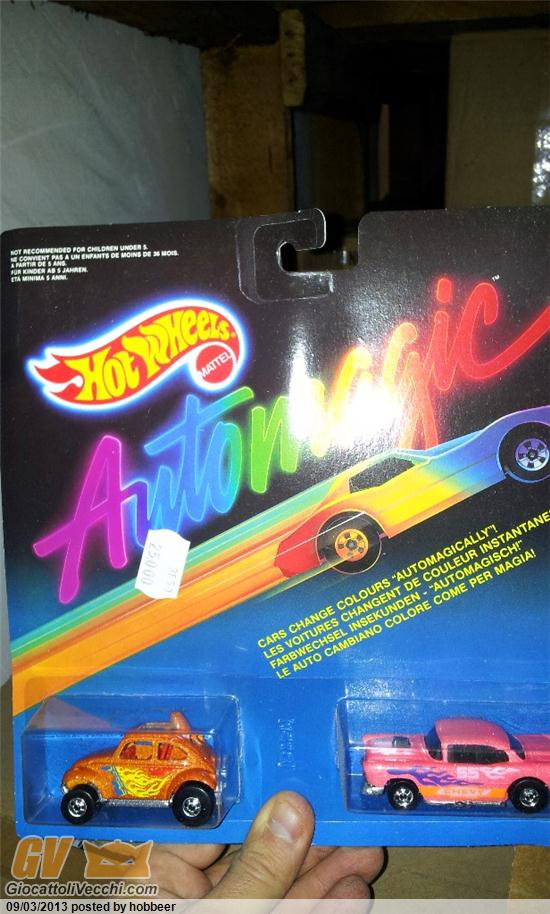 NOT RECOMMENDED FOR CHILDREN UNDER 5.
NE CONVIENT PAS A UN ENFANTS DE MOINS DE 36 MOIS.
A PARTIR DE 5 ANS.
FÜR KINDER AB 5 JAHREN.
ETÀ MINIMA 5 ANNI.
HOT WHEELS
MATTEL
Automagic
TM
25000
CARS CHANGE COLOURS "AUTOMAGICALLY"!
LES VOITURES CHANGENT DE COULEUR INSTANTANE
FARBWECHSEL INSEKUNDEN - "AUTOMAGISCH!"
LE AUTO CAMBIANO COLORE COME PER MAGIA!
55
CHEVY
GV
GiocattoliVecchi.com
09/03/2013 posted by hobbeer